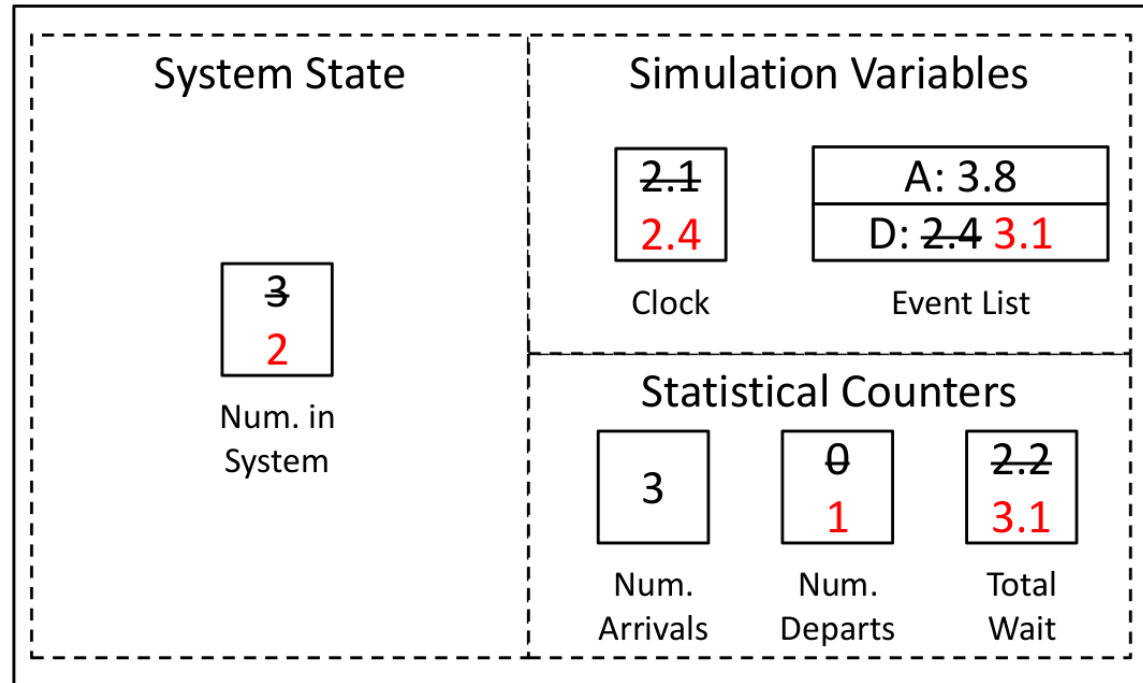 System State
3
2
Num. in
System
Simulation Variables
2.1
2.4
Clock
A: 3.8
D: 2.4 3.1
Event List
Statistical Counters
3
Num.
Arrivals
0
1
Num.
Departs
2.2
3.1
Total
Wait